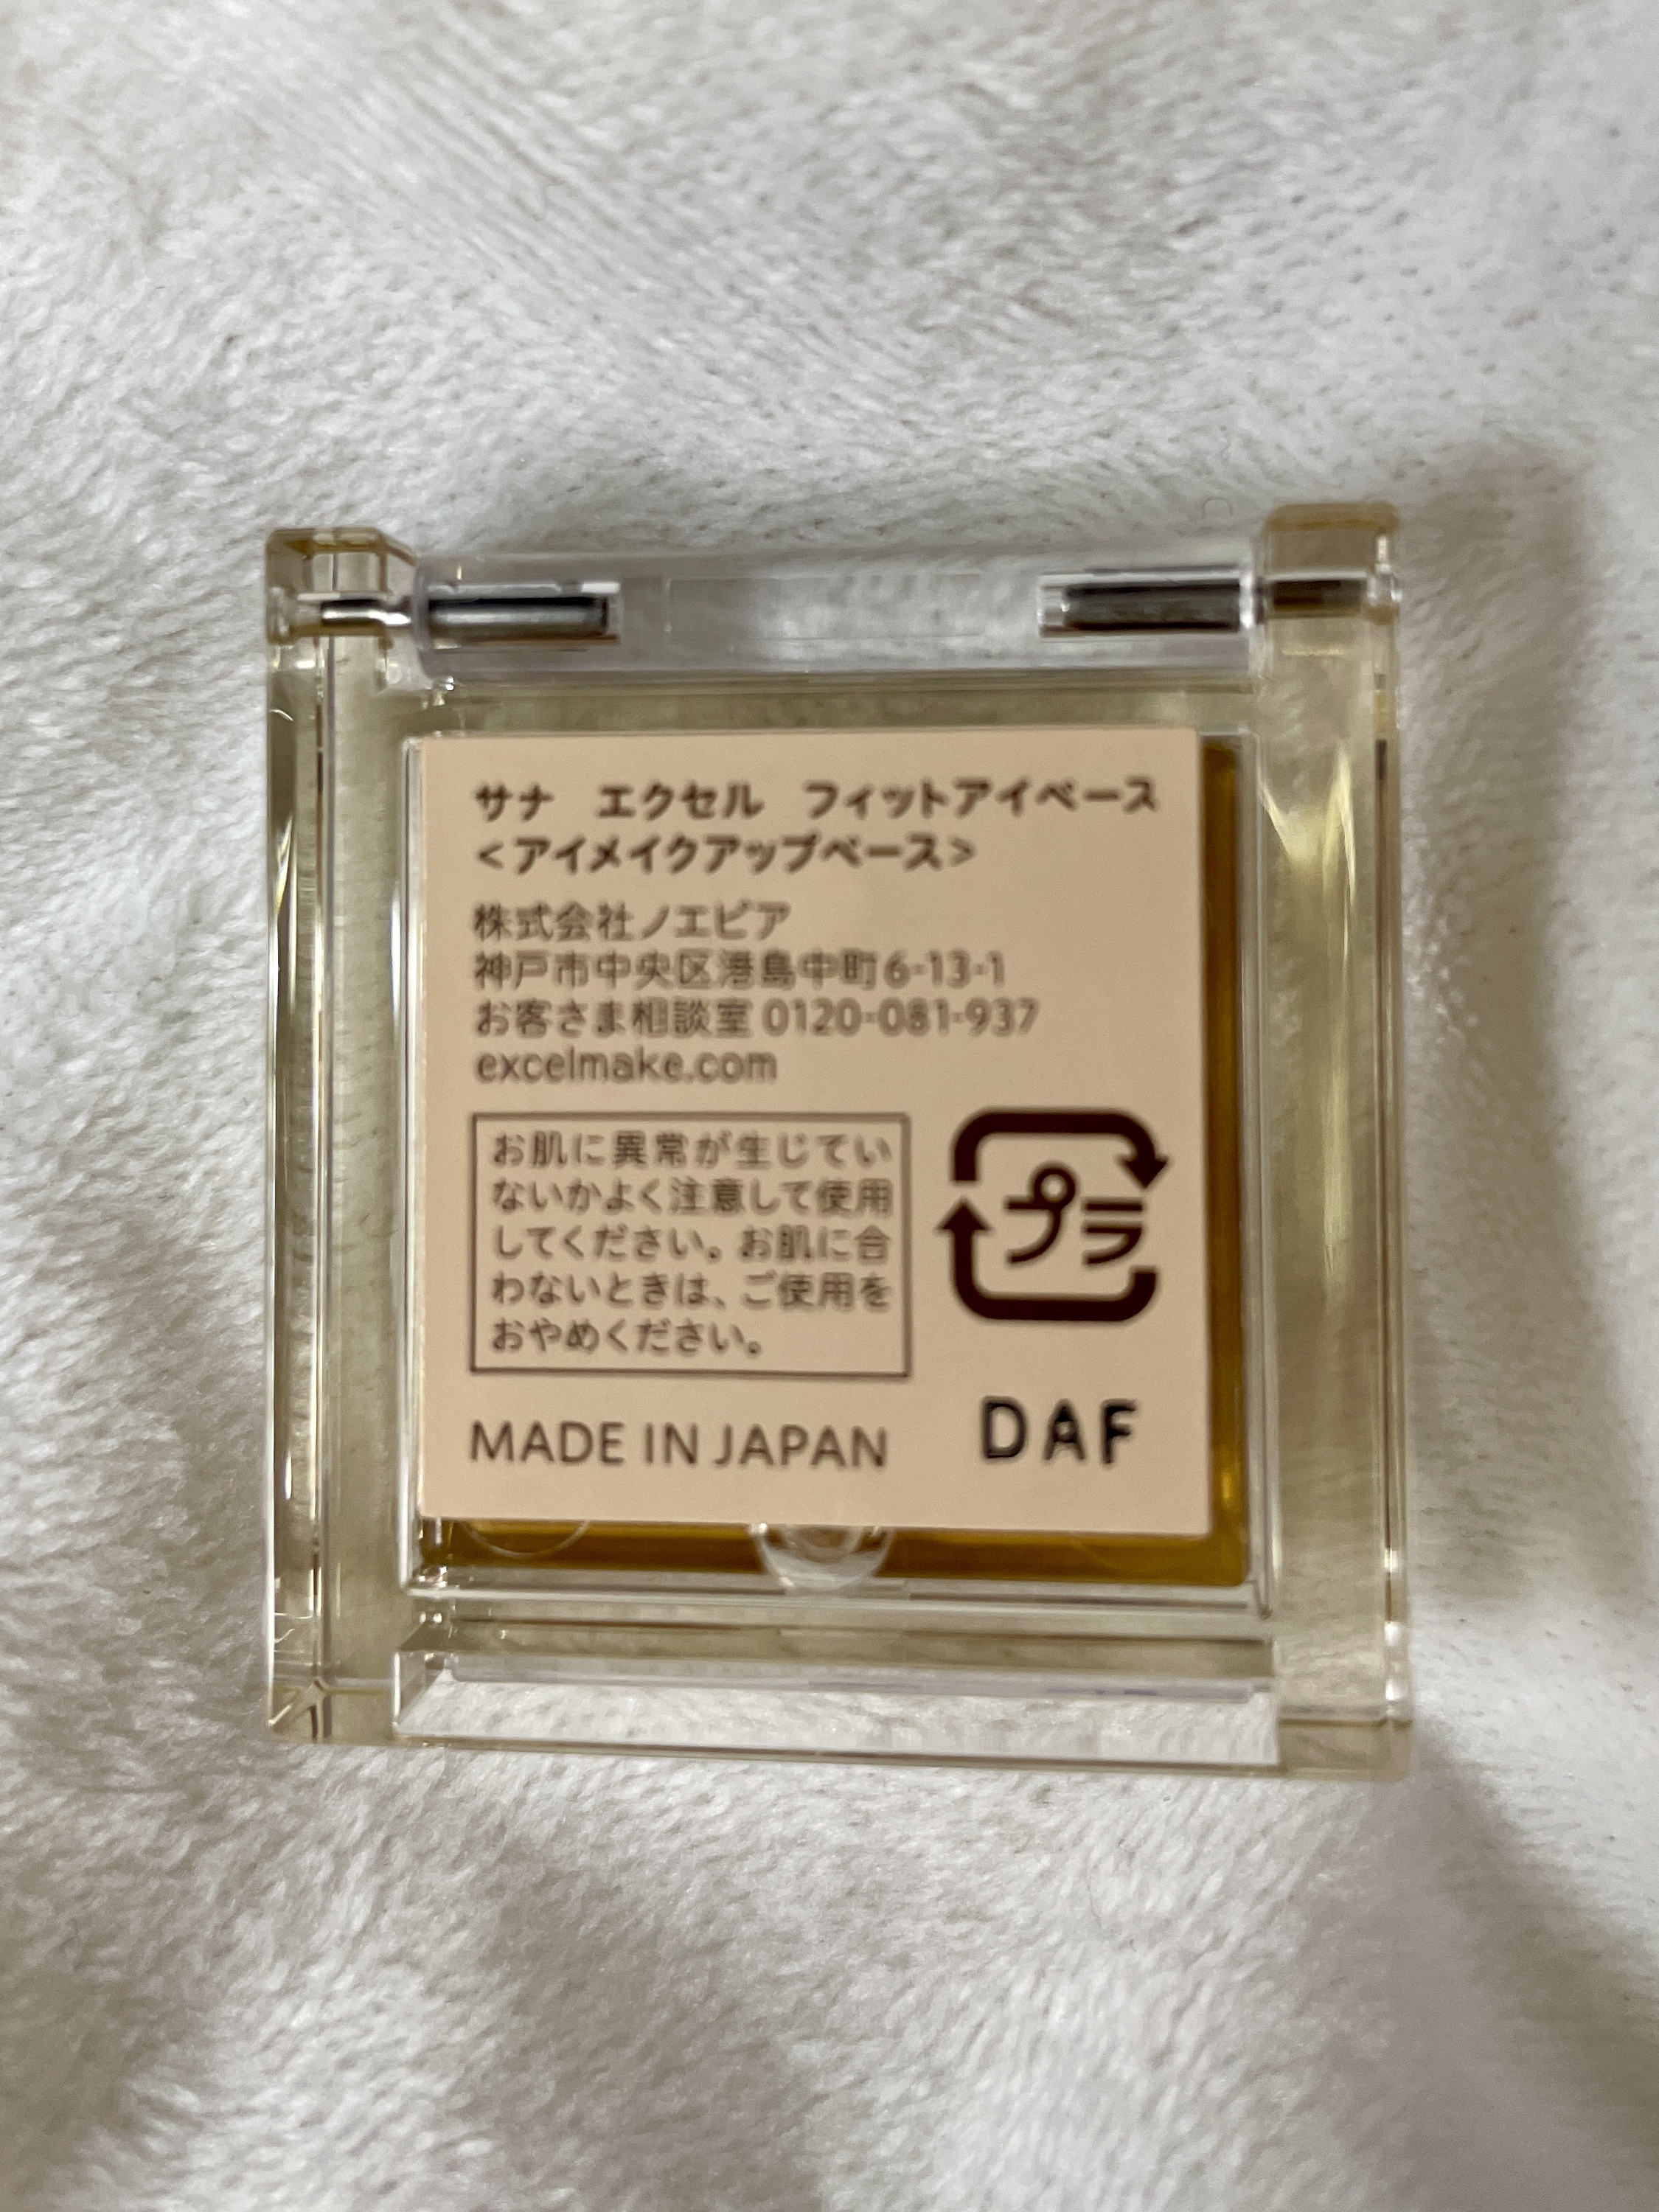 サナ　エクセル　フィットアイベース
<アイメイクアップベース>
株式会社ノエビア
神戸市中央区港島中町6-13-1
お客さま相談室 0120-081-937
excelmake.com
お肌に異常が生じてい
ないかよく注意して使用
してください。お肌に合
わないときは、ご使用を
おやめください。
プラ
MADE IN JAPAN
DAF